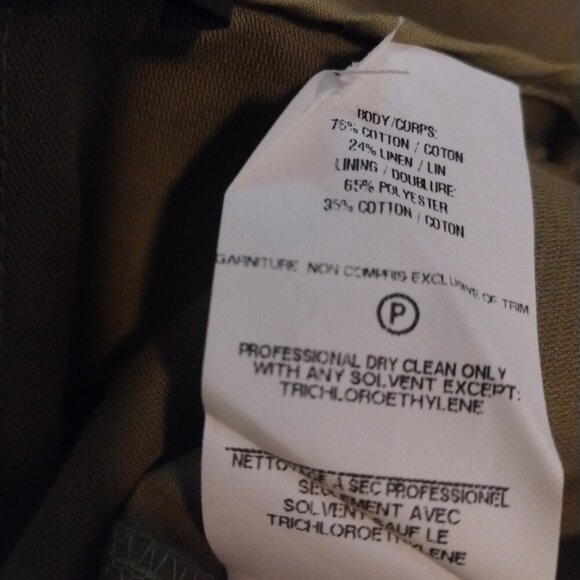 BODY/CORPS:
76% COTTON / COTON
24% LINEN / LIN
LINING / DOUBLURE:
65% POLYESTER
35% COTTON / COTON
GARNITURE NON COMPRIS EXCLUSIVE OF TRIM
P
PROFESSIONAL DRY CLEAN ONLY
WITH ANY SOLVENT EXCEPT:
TRICHLOROETHYLENE
NETTOYAGE A SEC PROFESSIONEL
SEULEMENT AVEC
SOLVENT SAUF LE
TRICHLOROETHYLENE